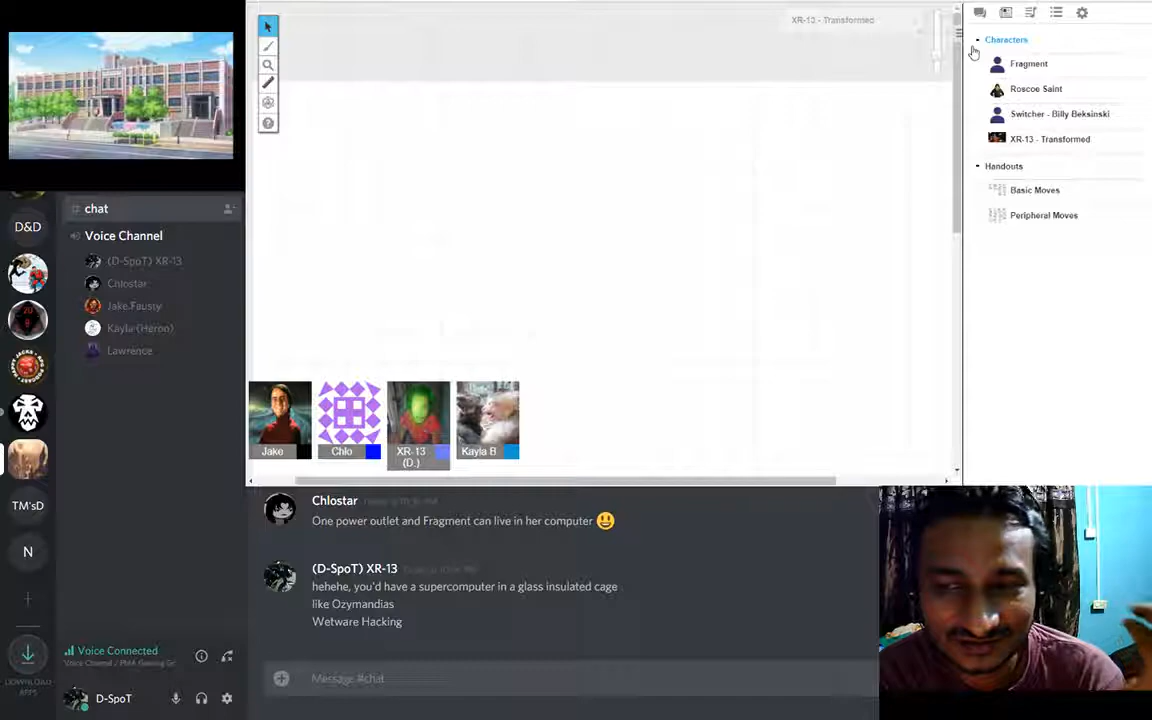 XR-13 - Transformed
Characters
Fragment
Roscoe Saint
Switcher - Billy Beksinski
XR-13 - Transformed
Handouts
Basic Moves
Peripheral Moves
D&D
TM'sD
N
DOWNLOAD
APPS
# chat
Voice Channel
(D-SpoT) XR-13
Chlostar
Jake.Fausty
Kayla (Heron)
Lawrence
Voice Connected
D-SpoT
Jake
Chlo
XR-13
(D.)
Kayla B
Chlostar
One power outlet and Fragment can live in her computer
(D-SpoT) XR-13
hehehe, you'd have a supercomputer in a glass insulated cage
like Ozymandias
Wetware Hacking
Message #chat